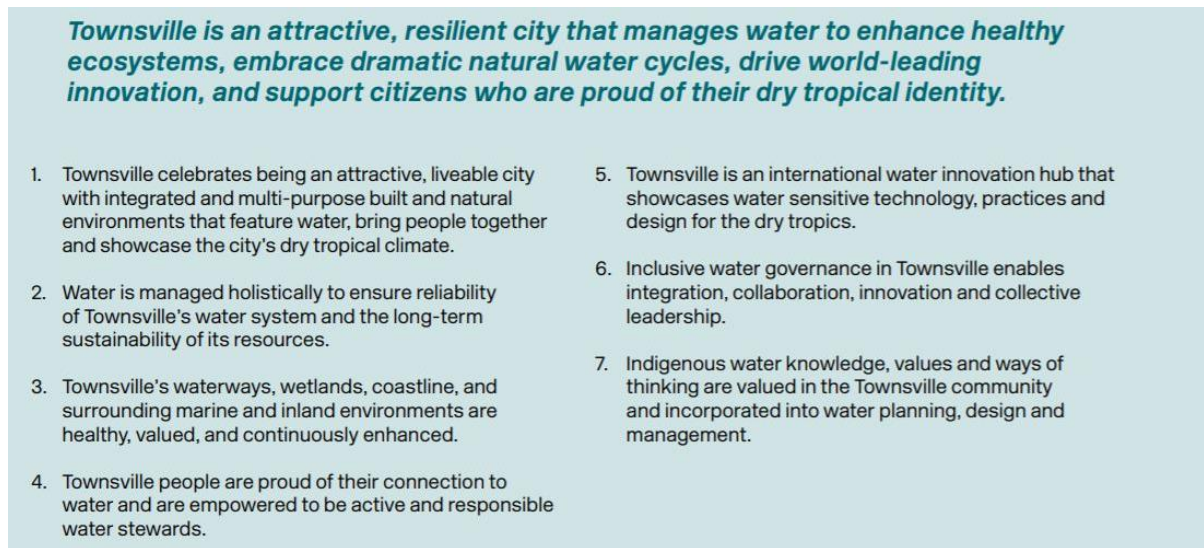 Townsville is an attractive, resilient city that manages water to enhance healthy
ecosystems, embrace dramatic natural water cycles, drive world-leading
innovation, and support citizens who are proud of their dry tropical identity.
1. Townsville celebrates being an attractive, liveable city
with integrated and multi-purpose built and natural
environments that feature water, bring people together
and showcase the city's dry tropical climate.
2. Water is managed holistically to ensure reliability
of Townsville's water system and the long-term
sustainability of its resources.
3. Townsville's waterways, wetlands, coastline, and
surrounding marine and inland environments are
healthy, valued, and continuously enhanced.
4. Townsville people are proud of their connection to
water and are empowered to be active and responsible
water stewards.
5. Townsville is an international water innovation hub that
showcases water sensitive technology, practices and
design for the dry tropics.
6. Inclusive water governance in Townsville enables
integration, collaboration, innovation and collective
leadership.
7. Indigenous water knowledge, values and ways of
thinking are valued in the Townsville community
and incorporated into water planning, design and
management.